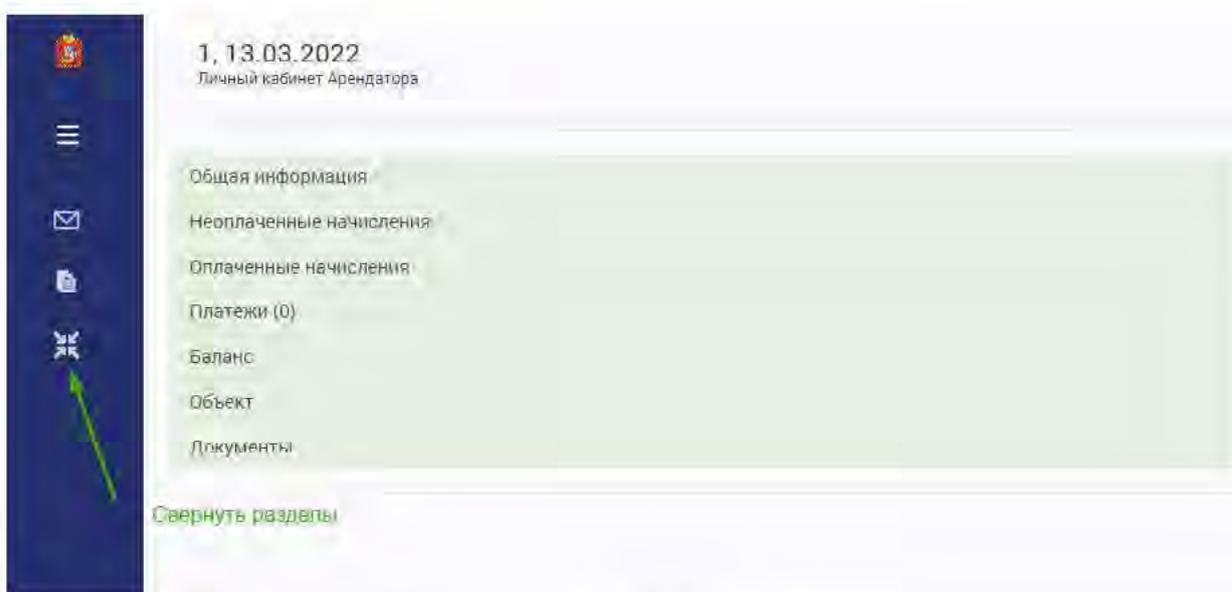 1, 13.03.2022
Личный кабинет Арендатора
Общая информация
Неоплаченные начисления
Оплаченные начисления
Платежи (0)
Баланс
Объект
Документы
Свернуть разделы